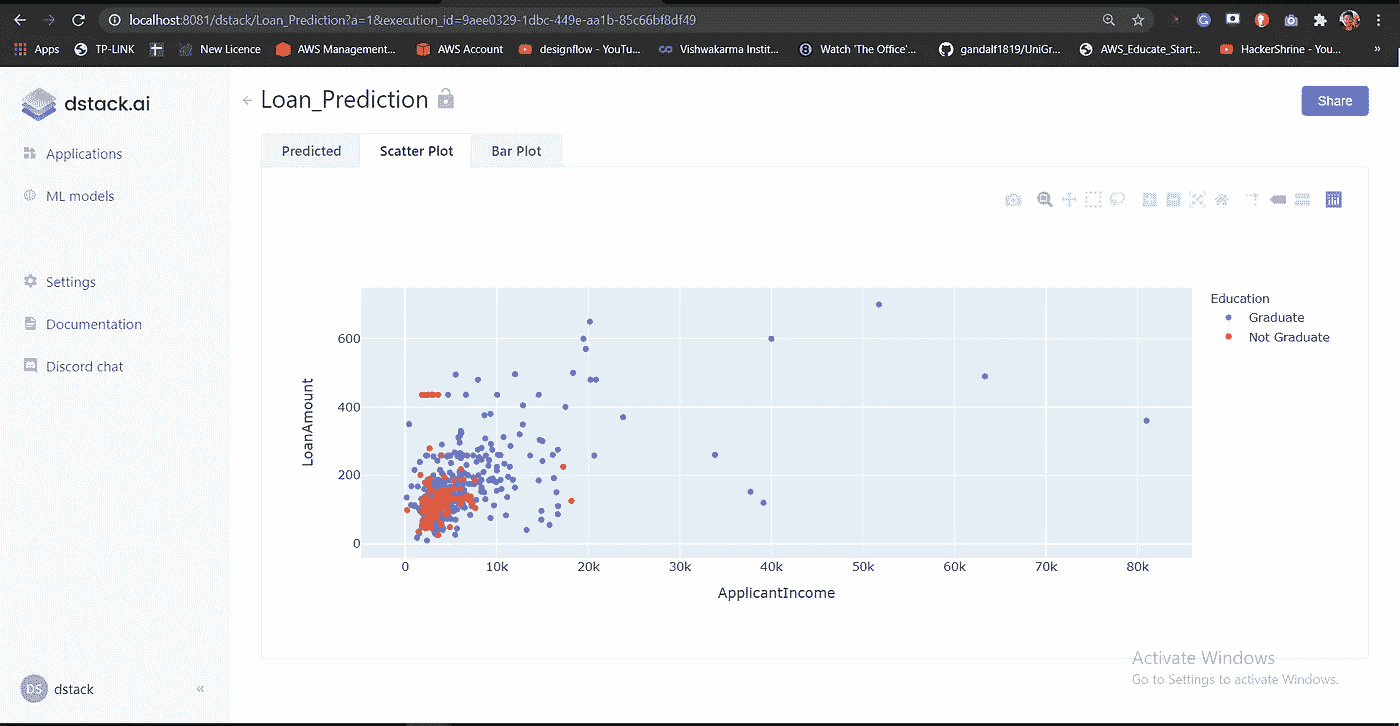 localhost:8081/dstack/Loan_Prediction?a=1&execution_id=9aee0329-1dbc-449e-aa1b-85c66bf8df49
Apps TP-LINK New Licence AWS Management... AWS Account designflow - YouTu... Vishwakarma Instit... Watch 'The Office'... gandalf1819/UniGr... AWS_Educate_Start... HackerShrine - You... »
dstack.ai
Loan_Prediction
Share
Applications
ML models
Settings
Documentation
Discord chat
Predicted Scatter Plot Bar Plot
Education
Graduate
Not Graduate
600
400
200
0
LoanAmount
0 10k 20k 30k 40k 50k 60k 70k 80k
ApplicantIncome
Activate Windows
Go to Settings to activate Windows.
DS dstack «